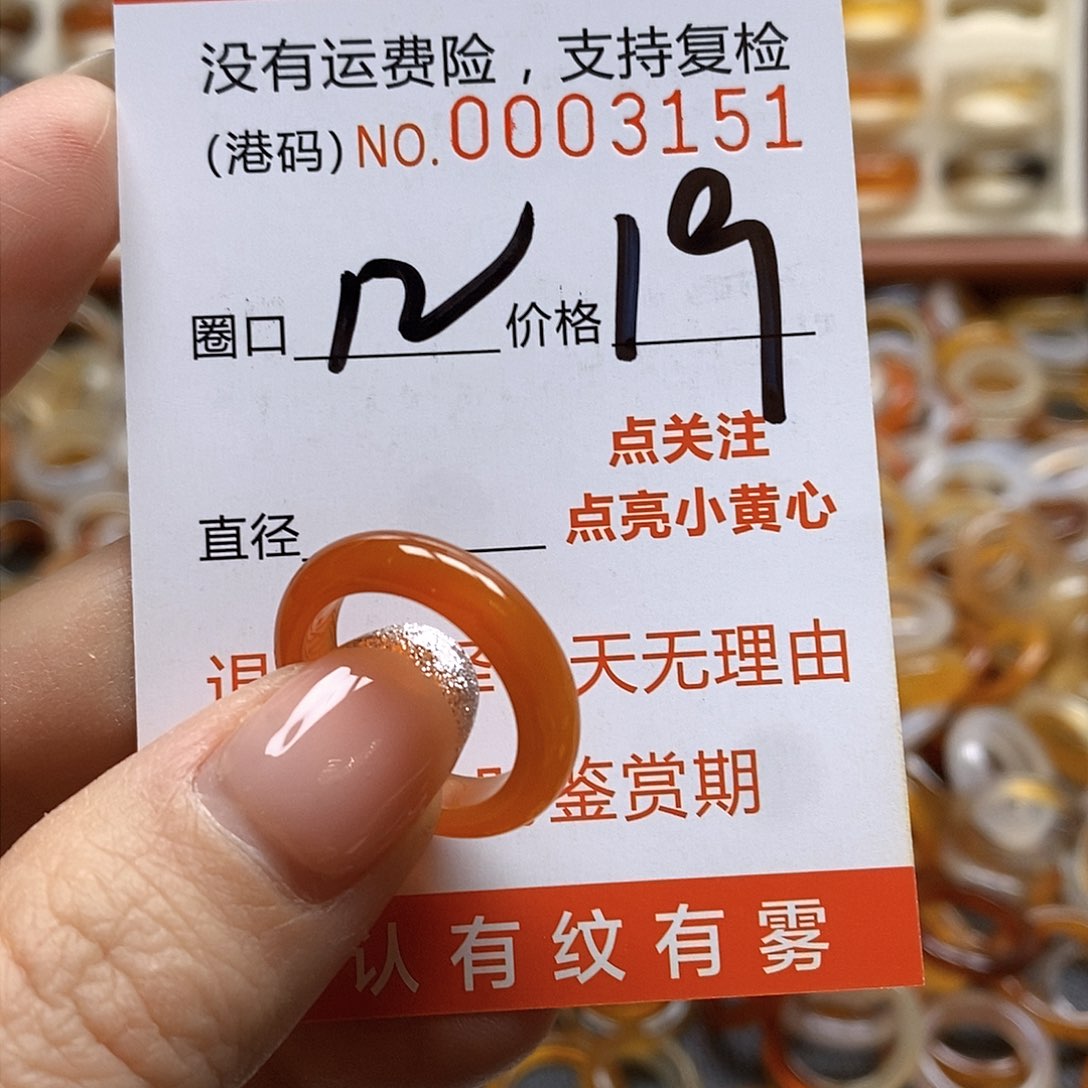 没有运费险，支持复检
(港码) NO. 0003151
圈口 12 价格 19
点关注
点亮小黄心
直径
退 天无理由
鉴赏期
认有纹有雾